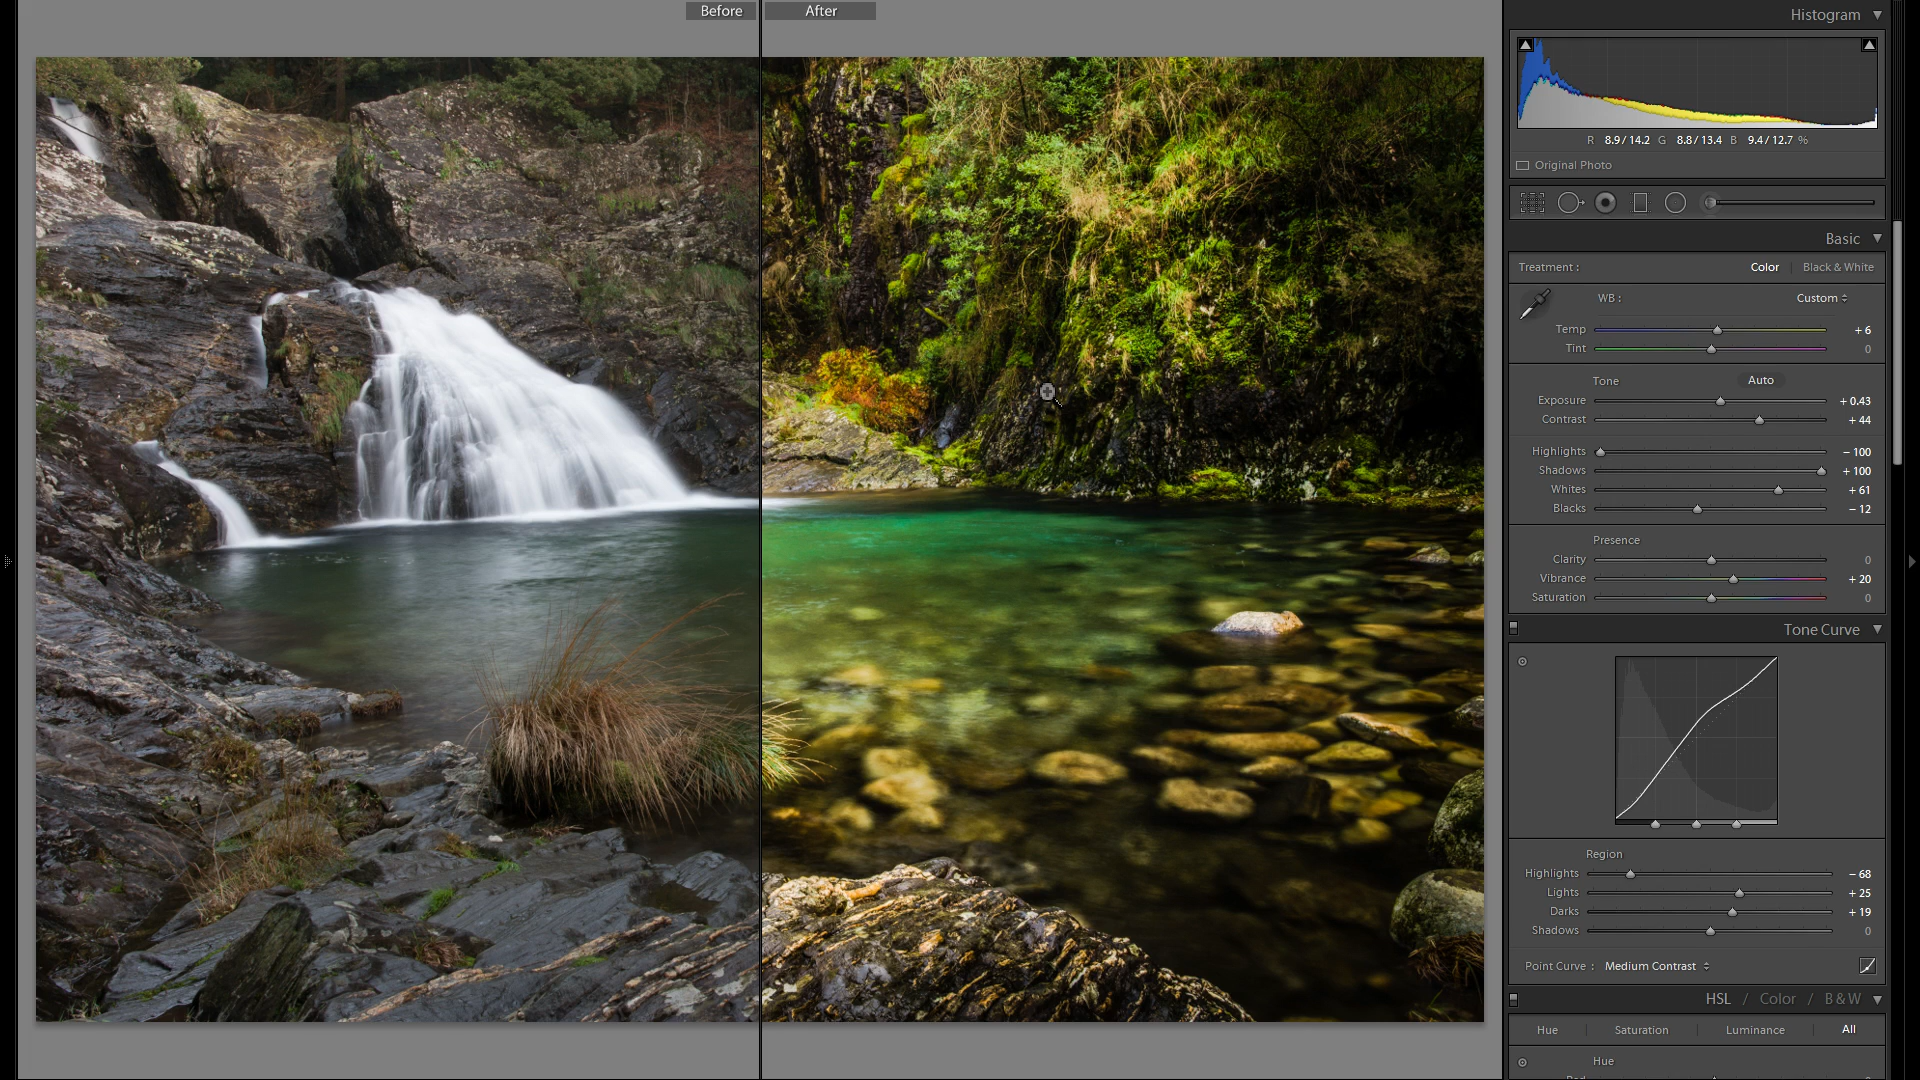 Before
After
Histogram
R 8.9 / 14.2 G 8.8 / 13.4 B 9.4 / 12.7 %
Original Photo
Basic
Treatment : Color Black & White
WB : Custom
Temp + 6
Tint 0
Tone Auto
Exposure + 0.43
Contrast + 44
Highlights − 100
Shadows + 100
Whites + 61
Blacks − 12
Presence
Clarity 0
Vibrance + 20
Saturation 0
Tone Curve
Region
Highlights − 68
Lights + 25
Darks + 19
Shadows 0
Point Curve : Medium Contrast
HSL / Color / B & W
Hue Saturation Luminance All
Hue